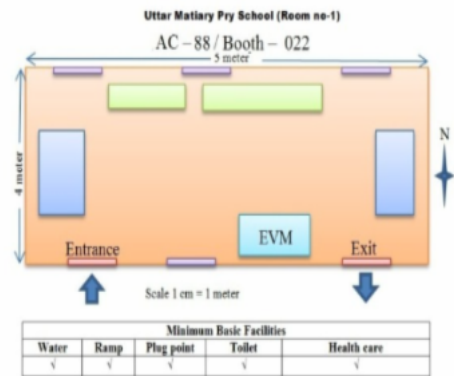 Uttar Matiary Pry School (Room no-1)
AC - 88 / Booth - 022
5 meter
4 meter
N
EVM
Entrance
Exit
Scale 1 cm = 1 meter
Minimum Basic Facilities
Water Ramp Plug point Toilet Health care
√ √ √ √ √